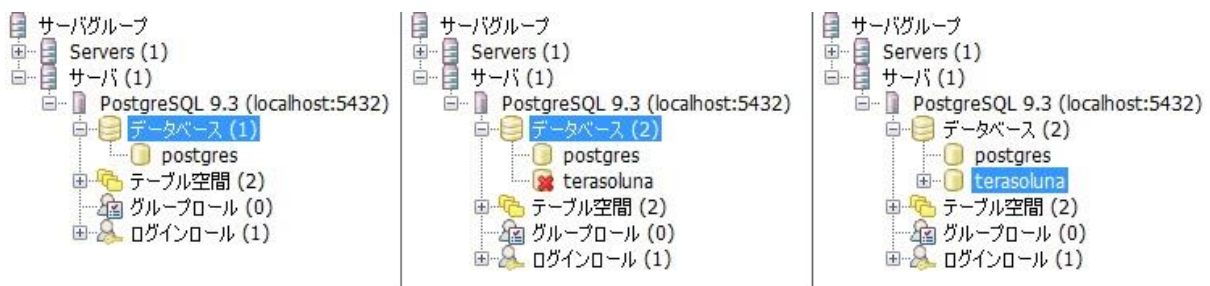 サーバグループ
Servers (1)
サーバ (1)
PostgreSQL 9.3 (localhost:5432)
データベース (1)
postgres
テーブル空間 (2)
グループロール (0)
ログインロール (1)
サーバグループ
Servers (1)
サーバ (1)
PostgreSQL 9.3 (localhost:5432)
データベース (2)
postgres
terasoluna
テーブル空間 (2)
グループロール (0)
ログインロール (1)
サーバグループ
Servers (1)
サーバ (1)
PostgreSQL 9.3 (localhost:5432)
データベース (2)
postgres
terasoluna
テーブル空間 (2)
グループロール (0)
ログインロール (1)